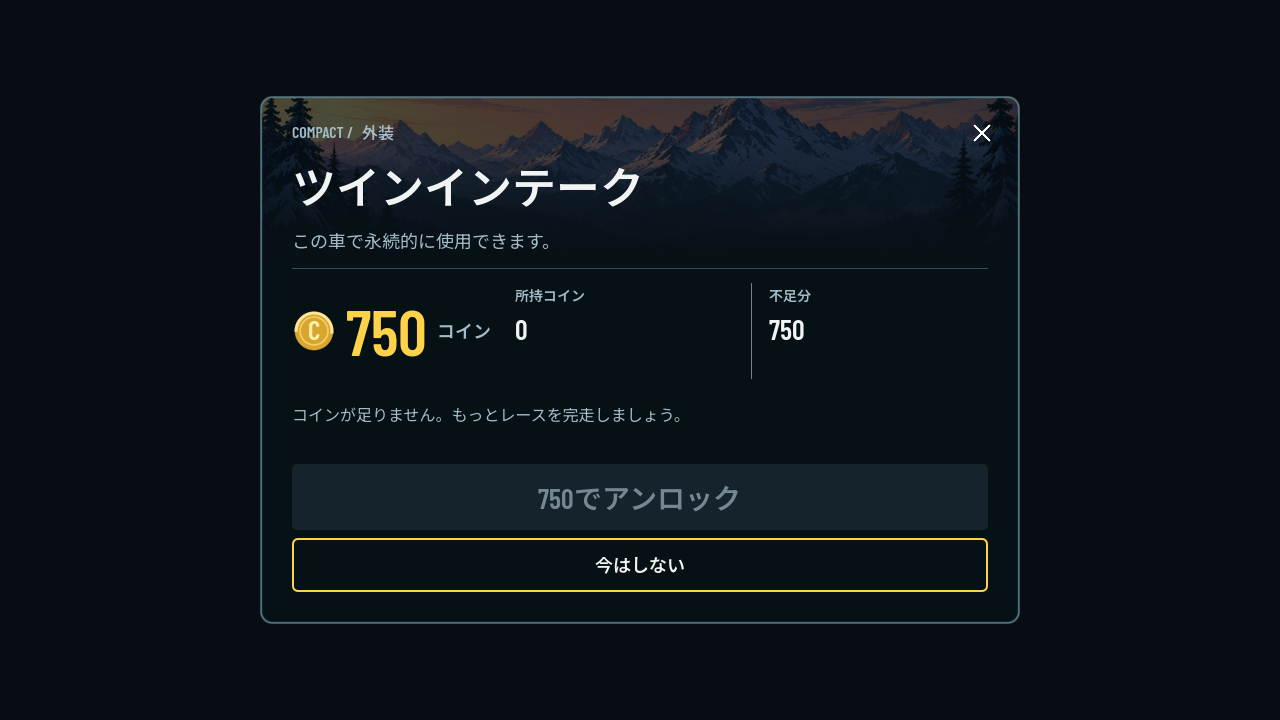 COMPACT / 外装
ツインインテーク
この車で永続的に使用できます。
C 750 コイン
所持コイン
0
不足分
750
コインが足りません。もっとレースを完走しましょう。
750でアンロック
今はしない